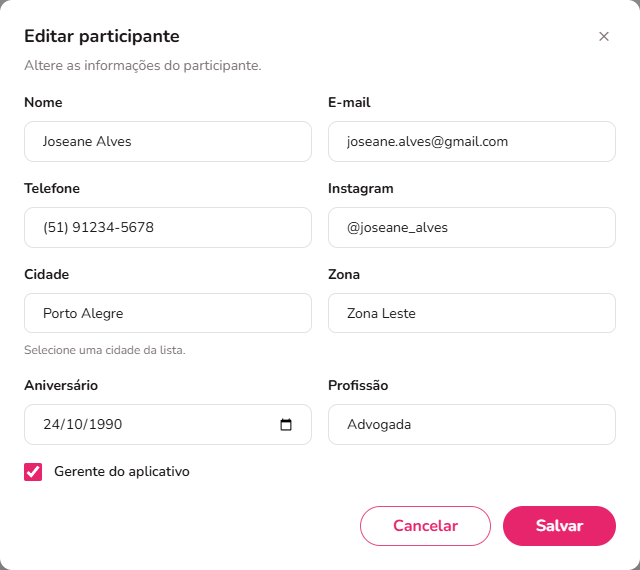 Editar participante
Altere as informações do participante.
Nome
E-mail
Joseane Alves
joseane.alves@gmail.com
Telefone
Instagram
(51) 91234-5678
@joseane_alves
Cidade
Zona
Porto Alegre
Zona Leste
Selecione uma cidade da lista.
Aniversário
Profissão
24/10/1990
Advogada
Gerente do aplicativo
Cancelar
Salvar